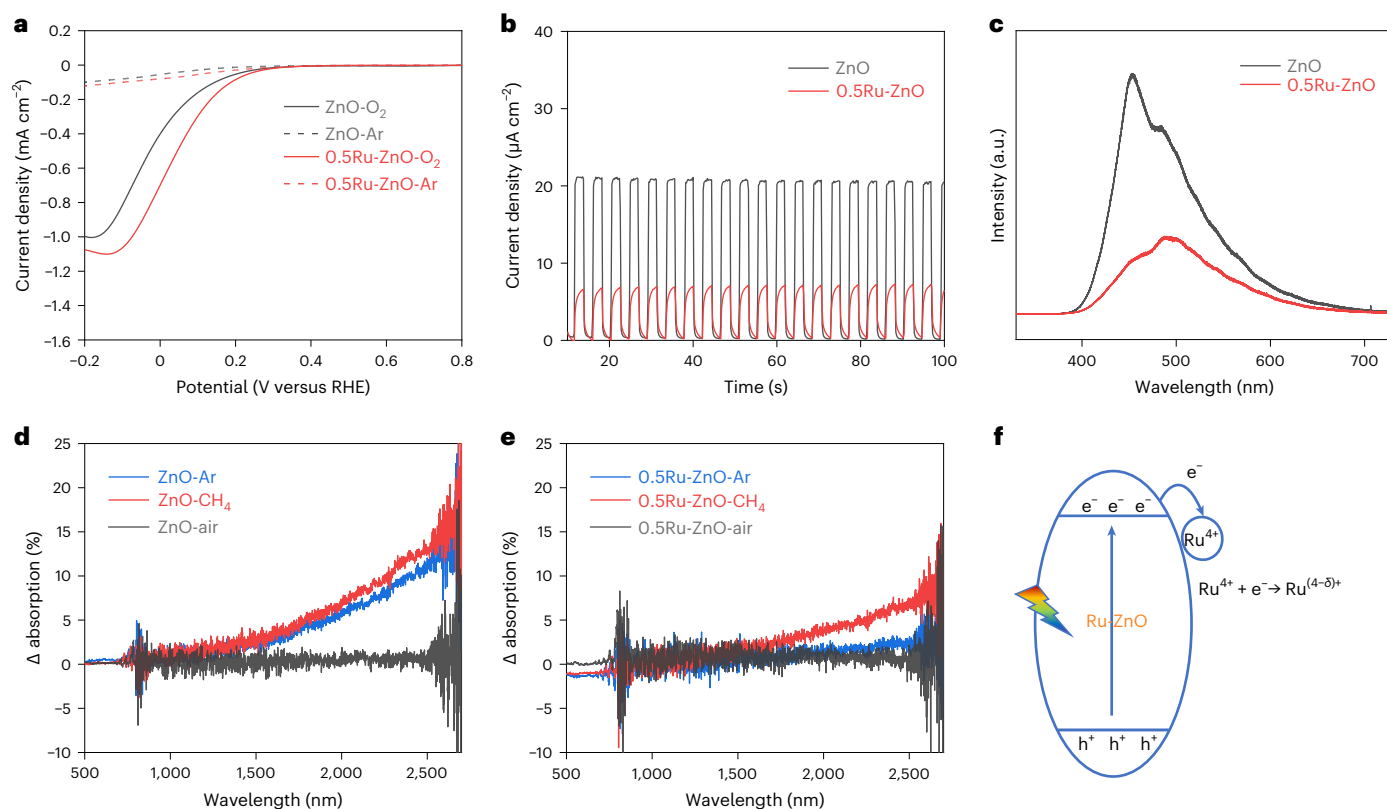 a
0.2
0
−0.2
−0.4
−0.6
−0.8
−1.0
−1.2
−1.4
−1.6
Current density (mA cm⁻²)
ZnO-O₂
ZnO-Ar
0.5Ru-ZnO-O₂
0.5Ru-ZnO-Ar
−0.2 0 0.2 0.4 0.6 0.8
Potential (V versus RHE)
b
40
30
20
10
0
Current density (µA cm⁻²)
ZnO
0.5Ru-ZnO
20 40 60 80 100
Time (s)
c
Intensity (a.u.)
ZnO
0.5Ru-ZnO
400 500 600 700
Wavelength (nm)
d
25
20
15
10
5
0
−5
−10
Δ absorption (%)
ZnO-Ar
ZnO-CH₄
ZnO-air
500 1,000 1,500 2,000 2,500
Wavelength (nm)
e
25
20
15
10
5
0
−5
−10
Δ absorption (%)
0.5Ru-ZnO-Ar
0.5Ru-ZnO-CH₄
0.5Ru-ZnO-air
500 1,000 1,500 2,000 2,500
Wavelength (nm)
f
e⁻
e⁻ e⁻ e⁻
Ru⁴⁺
Ru⁴⁺ + e⁻→ Ru⁽⁴⁻ᵟ⁾⁺
Ru-ZnO
h⁺ h⁺ h⁺